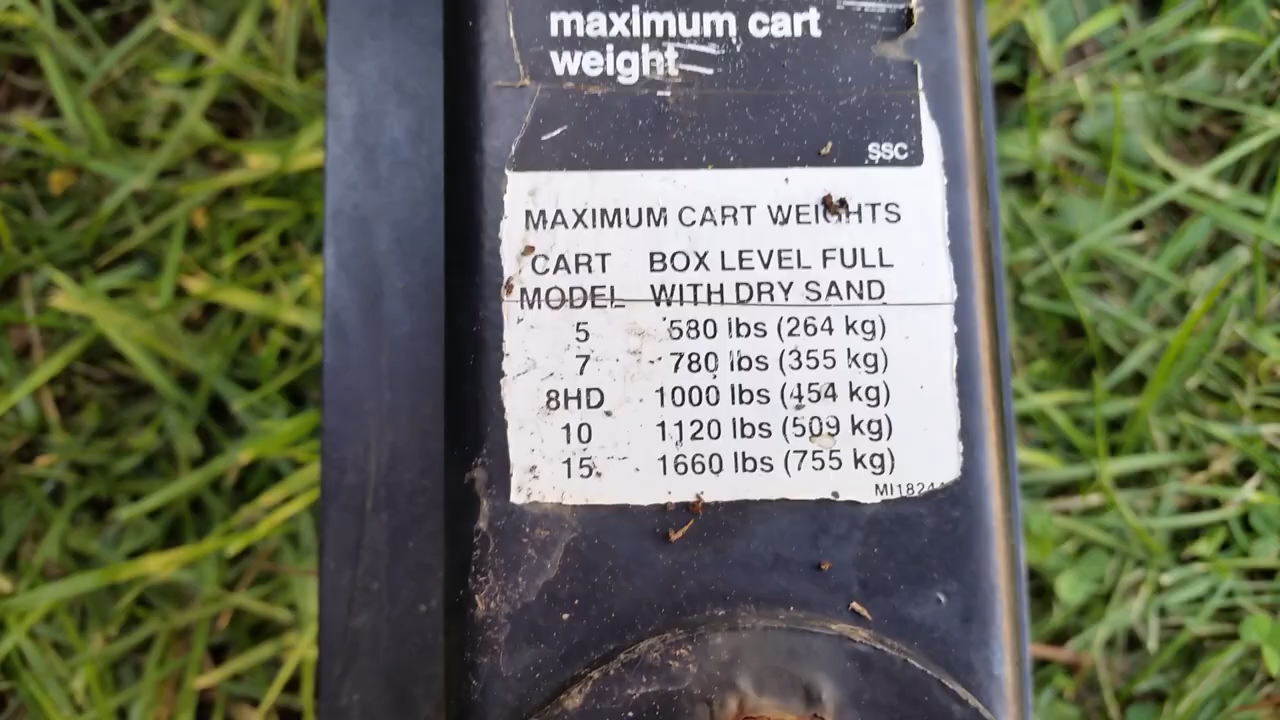 maximum cart
weight
SSC
MAXIMUM CART WEIGHTS
CART BOX LEVEL FULL
MODEL WITH DRY SAND
5 580 lbs (264 kg)
7 780 lbs (355 kg)
8HD 1000 lbs (454 kg)
10 1120 lbs (509 kg)
15 1660 lbs (755 kg)